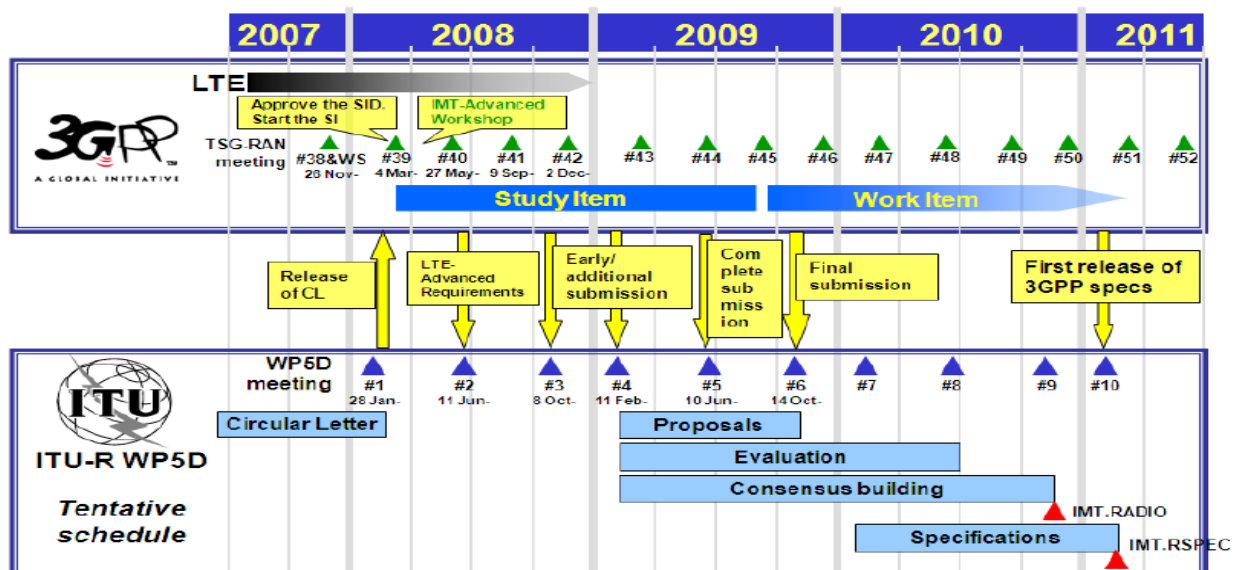 2007 2008 2009 2010 2011
LTE
Approve the SID.
Start the SI
IMT-Advanced
Workshop
3GPP
TM
A GLOBAL INITIATIVE
TSG-RAN
meeting
#38&WS #39 #40 #41 #42 #43 #44 #45 #46 #47 #48 #49 #50 #51 #52
26 Nov- 4 Mar- 27 May- 9 Sep- 2 Dec-
Study Item
Work Item
Release
of CL
LTE-
Advanced
Requirements
Early/
additional
submission
Com
plete
sub
miss
ion
Final
submission
First release of
3GPP specs
WP5D
meeting
#1 #2 #3 #4 #5 #6 #7 #8 #9 #10
28 Jan- 11 Jun- 8 Oct- 11 Feb- 10 Jun- 14 Oct-
ITU
ITU-R WP5D
Tentative
schedule
Circular Letter
Proposals
Evaluation
Consensus building
IMT.RADIO
Specifications
IMT.RSPEC